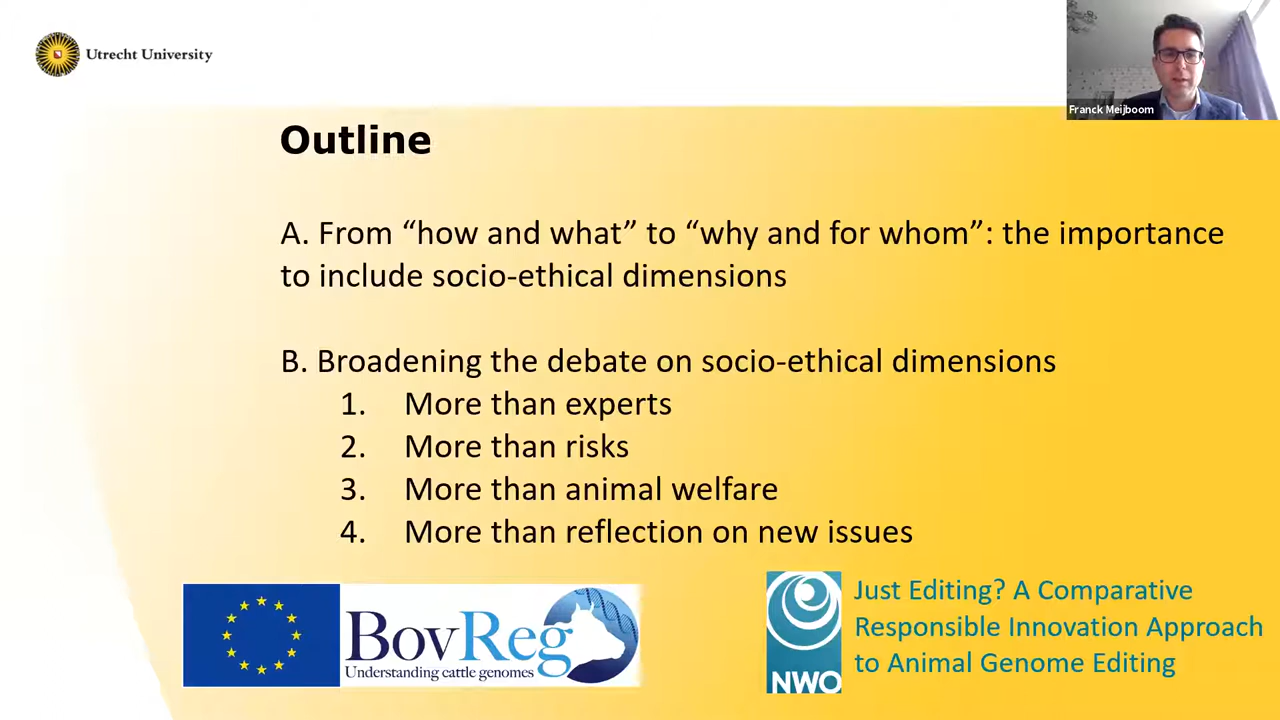 Utrecht University
Franck Meijboom
Outline
A. From “how and what” to “why and for whom”: the importance
to include socio-ethical dimensions
B. Broadening the debate on socio-ethical dimensions
1. More than experts
2. More than risks
3. More than animal welfare
4. More than reflection on new issues
BovReg
Understanding cattle genomes
NWO
Just Editing? A Comparative
Responsible Innovation Approach
to Animal Genome Editing